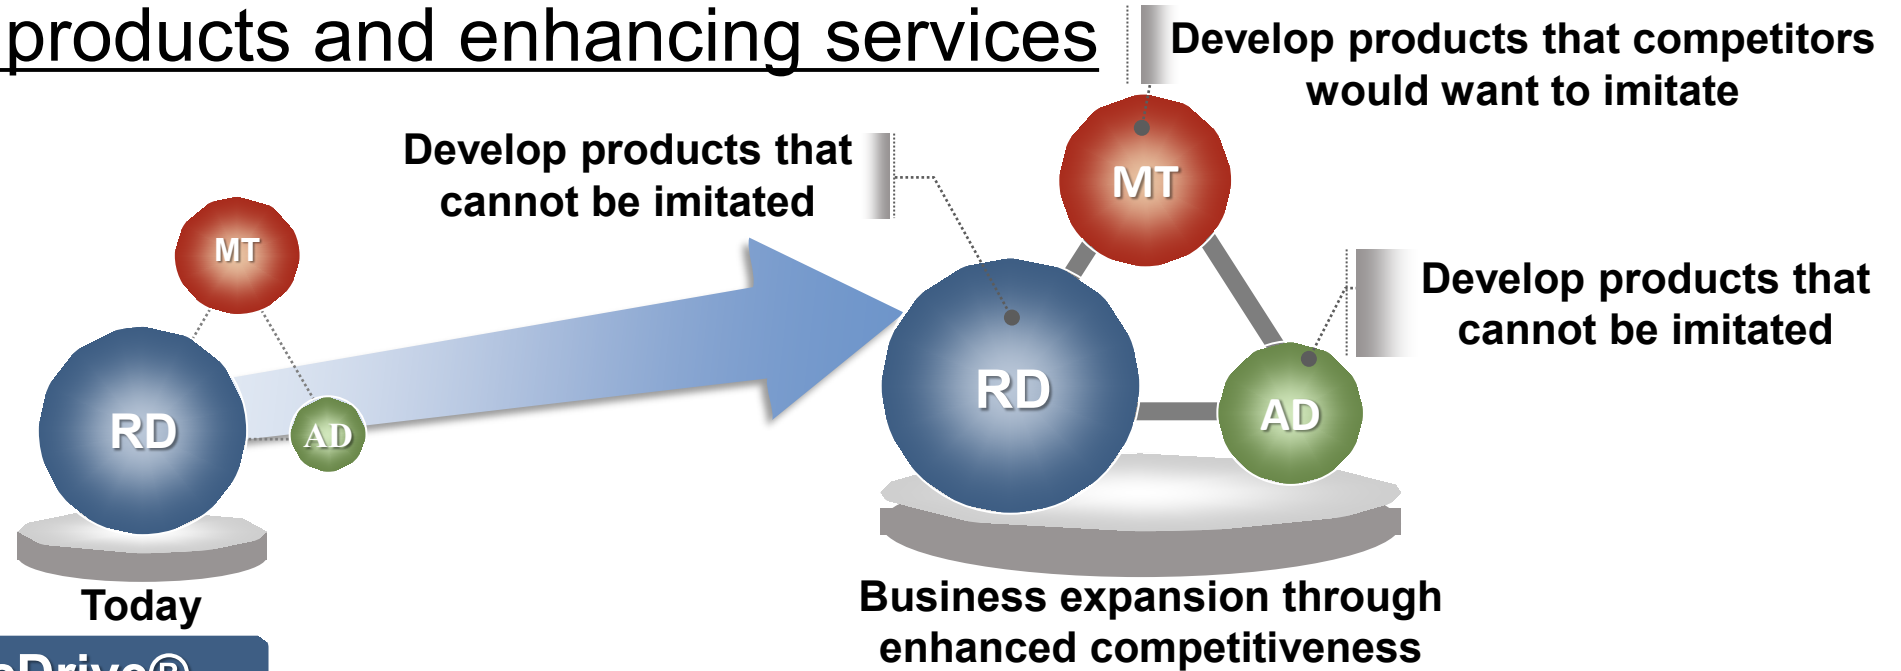 products and enhancing services
Develop products that competitors
would want to imitate
Develop products that
cannot be imitated
MT
MT
Develop products that
cannot be imitated
RD
AD
RD
AD
Today
Business expansion through
enhanced competitiveness